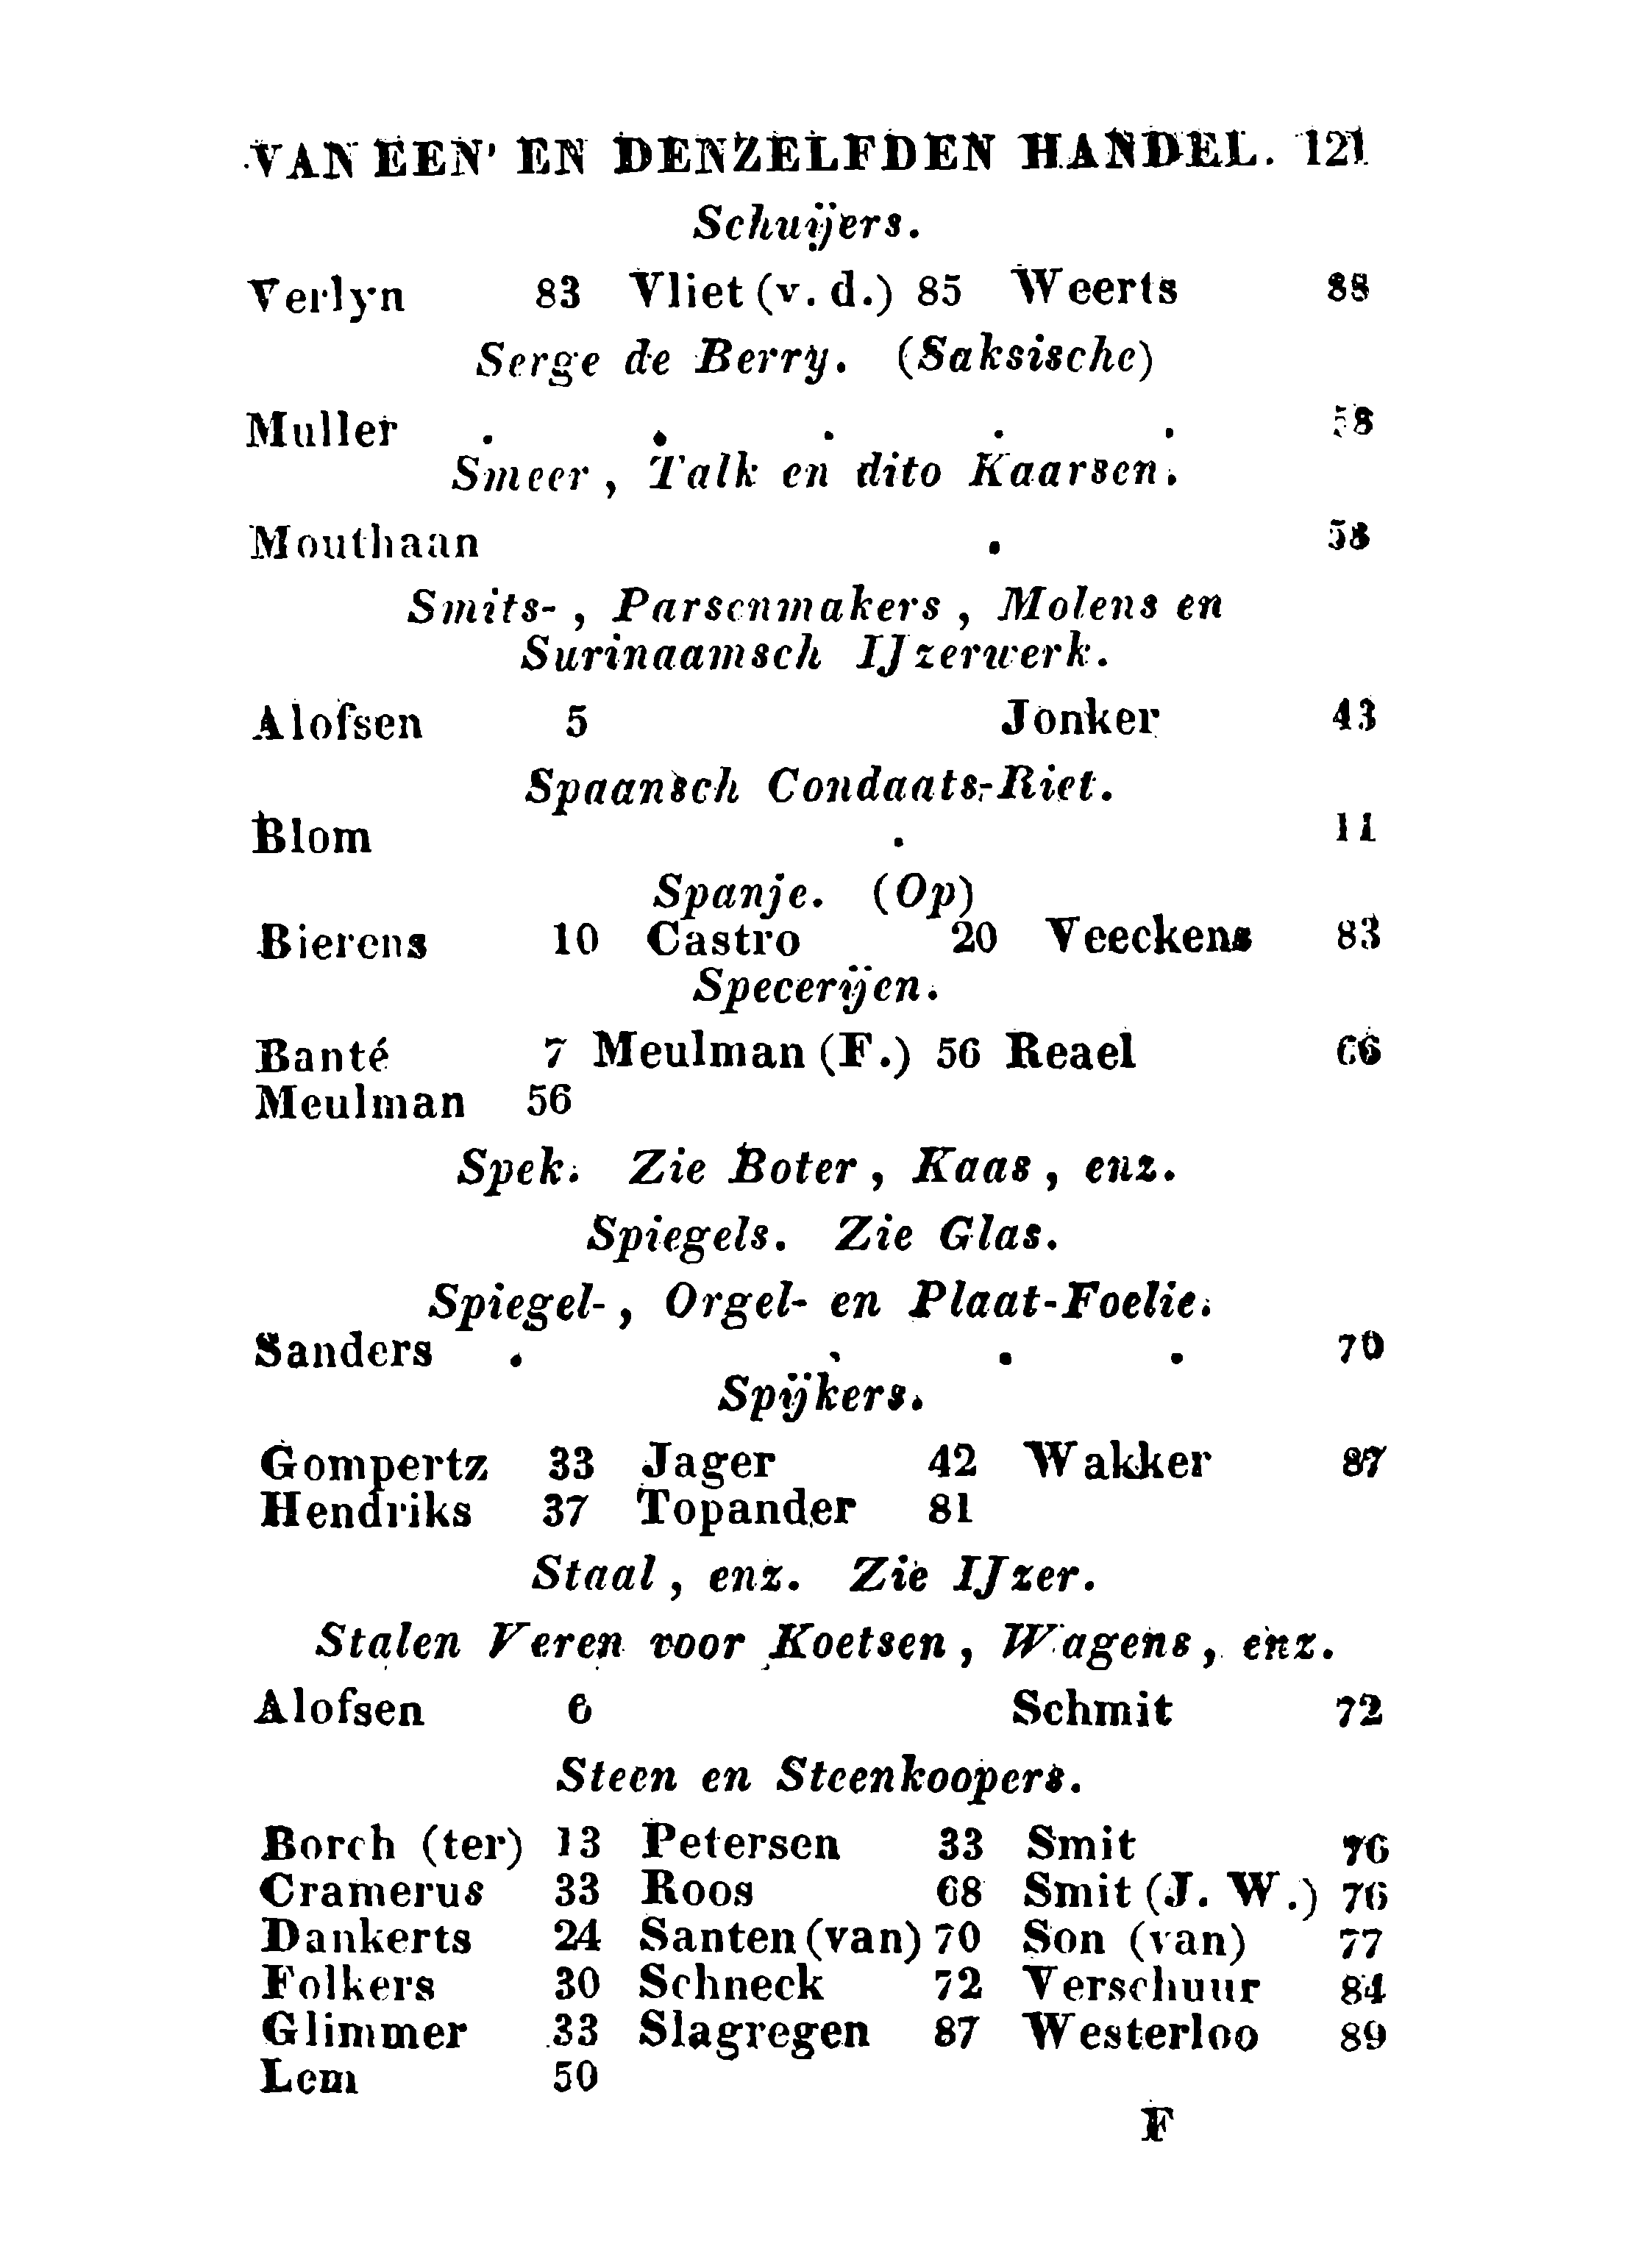 VAN EEN' EN DENZELFDEN HANDEL. 121
Schuijers.
Verlyn 83 Vliet (v. d.) 85 Weerts 88
Serge de Berry. (Saksische)
Muller . . . . . 58
Smeer, Talk en dito Kaarsen.
Mouthaan . 58
Smits-, Parsenmakers, Molens en
Surinaamsch IJzerwerk.
Alofsen 5 Jonker 43
Spaansch Condaats-Riet.
Blom . 11
Spanje. (Op)
Bierens 10 Castro 20 Veeckens 83
Specerijen.
Banté 7 Meulman (F.) 56 Reael 66
Meulman 56
Spek. Zie Boter, Kaas, enz.
Spiegels. Zie Glas.
Spiegel-, Orgel- en Plaat-Foelie.
Sanders . . . . 70
Spijkers.
Gompertz 33 Jager 42 Wakker 87
Hendriks 37 Topander 81
Staal, enz. Zie IJzer.
Stalen Veren voor Koetsen, Wagens, enz.
Alofsen 6 Schmit 72
Steen en Steenkoopers.
Borch (ter) 13 Petersen 33 Smit 76
Cramerus 33 Roos 68 Smit (J. W.) 76
Dankerts 24 Santen (van) 70 Son (van) 77
Folkers 30 Schneck 72 Verschuur 84
Glimmer 33 Slagregen 87 Westerloo 89
Lem 50
F